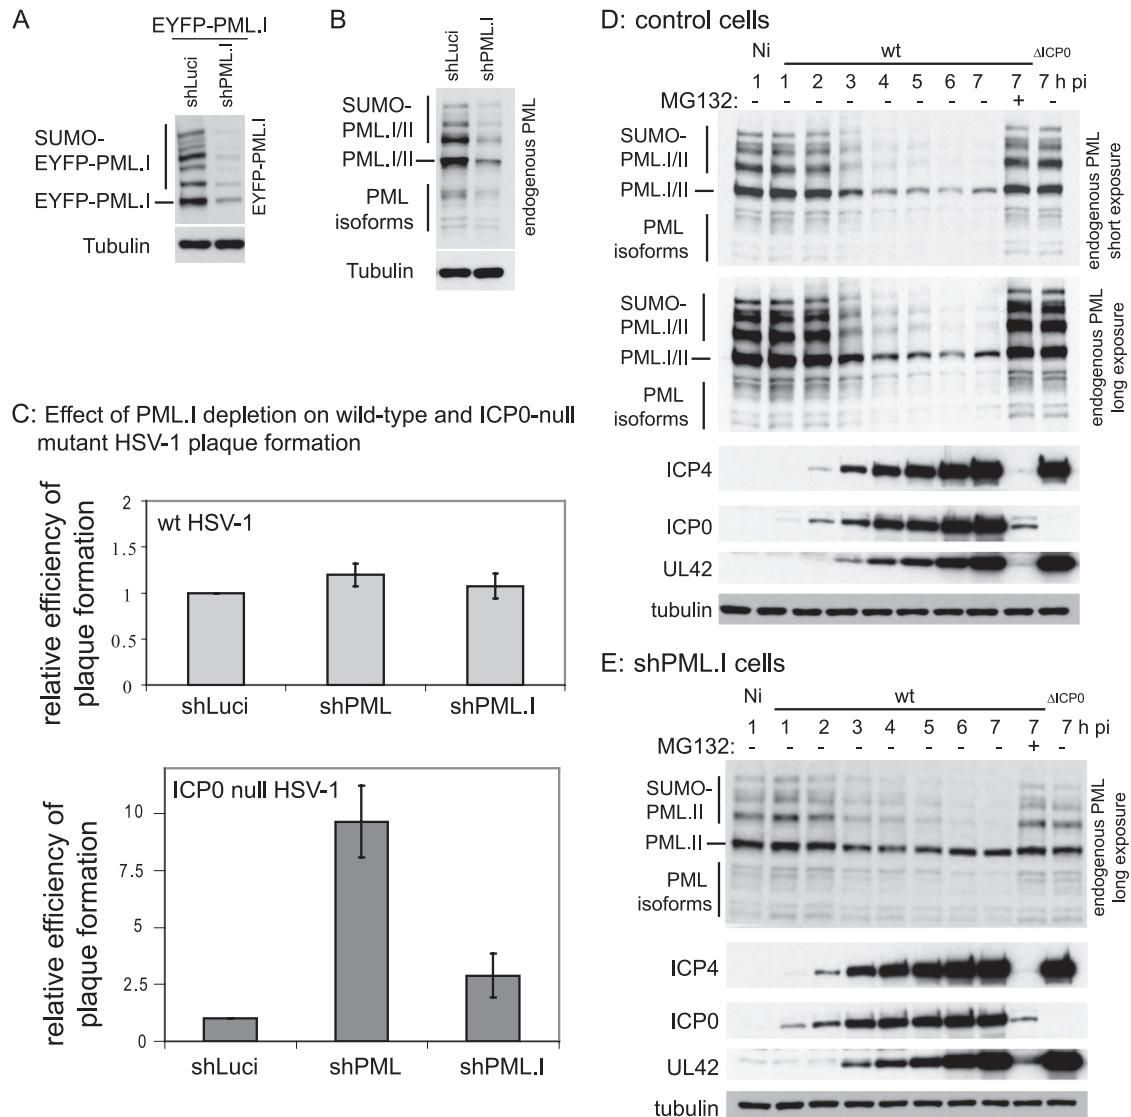 A
EYFP-PML.I
shLuci
shPML.I
SUMO-
EYFP-PML.I
EYFP-PML.I
EYFP-PML.I
Tubulin
B
shLuci
shPML.I
SUMO-
PML.I/II
PML.I/II
PML
isoforms
endogenous PML
Tubulin
C: Effect of PML.I depletion on wild-type and ICP0-null
mutant HSV-1 plaque formation
relative efficiency of
plaque formation
2
1.5
1
0.5
0
wt HSV-1
shLuci shPML shPML.I
relative efficiency of
plaque formation
10
7.5
5
2.5
0
ICP0 null HSV-1
shLuci shPML shPML.I
D: control cells
Ni wt ΔICP0
1 1 2 3 4 5 6 7 7 7 h pi
MG132: - - - - - - - - + -
SUMO-
PML.I/II
PML.I/II
PML
isoforms
endogenous PML
short exposure
SUMO-
PML.I/II
PML.I/II
PML
isoforms
endogenous PML
long exposure
ICP4
ICP0
UL42
tubulin
E: shPML.I cells
Ni wt ΔICP0
1 1 2 3 4 5 6 7 7 7 h pi
MG132: - - - - - - - - + -
SUMO-
PML.II
PML.II
PML
isoforms
endogenous PML
long exposure
ICP4
ICP0
UL42
tubulin